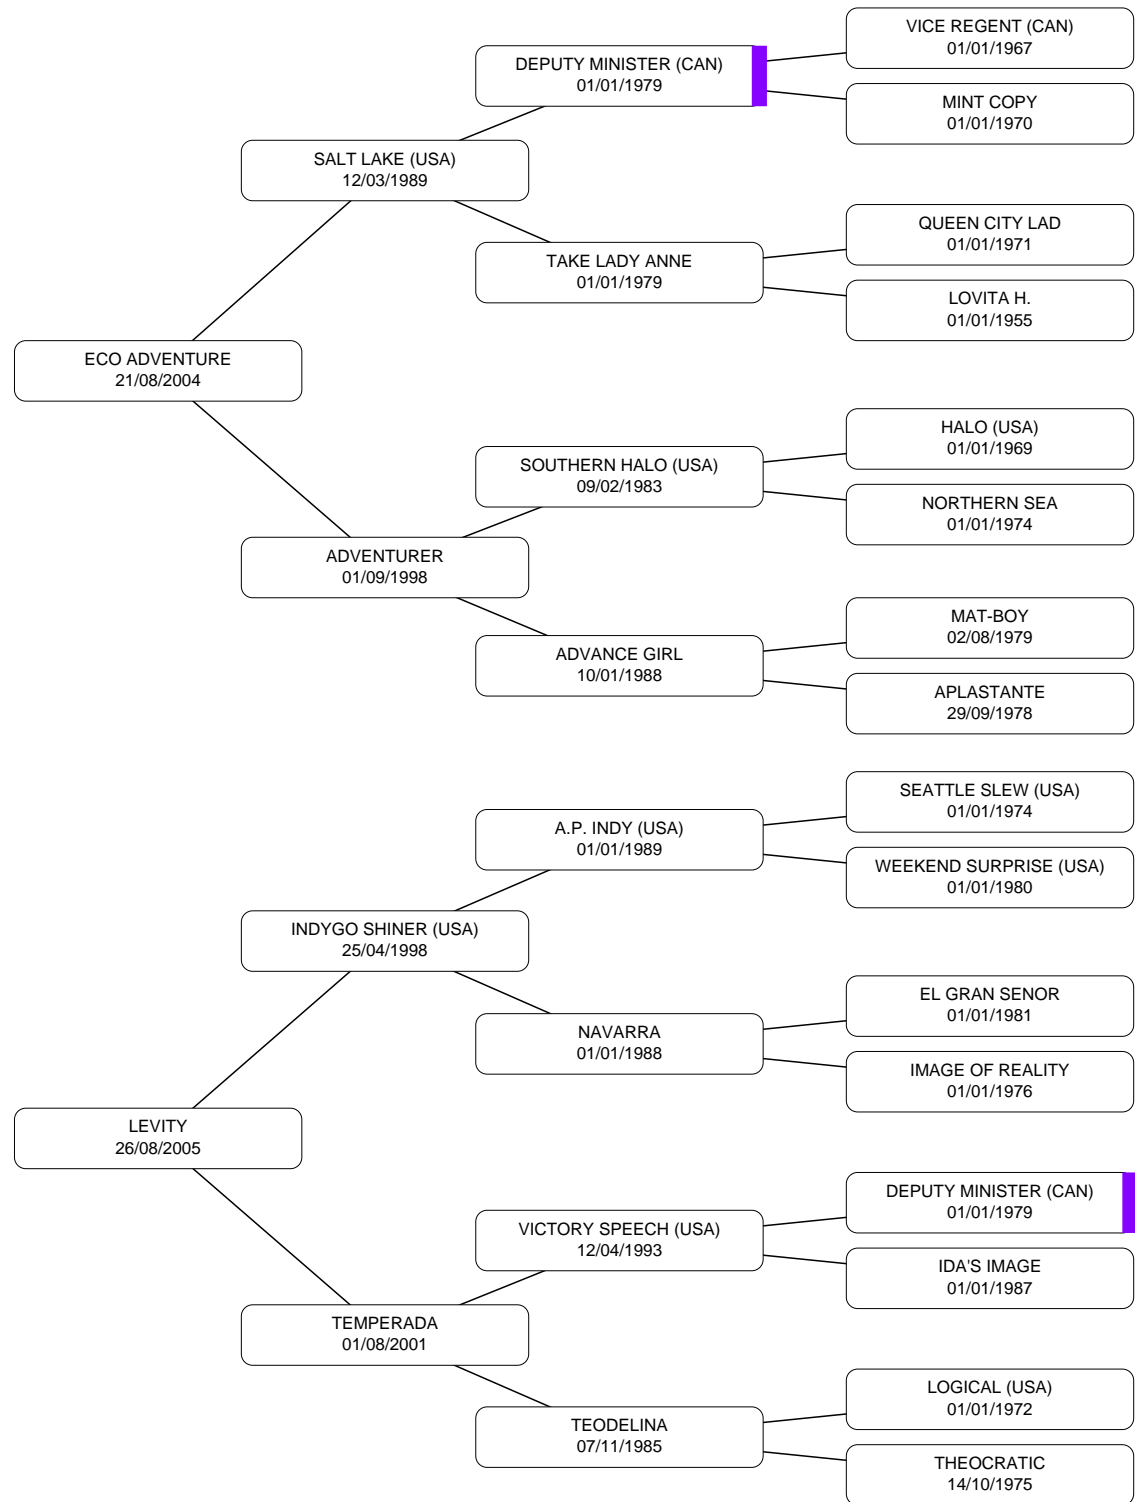 VICE REGENT (CAN)
01/01/1967
DEPUTY MINISTER (CAN)
01/01/1979
MINT COPY
01/01/1970
SALT LAKE (USA)
12/03/1989
QUEEN CITY LAD
01/01/1971
TAKE LADY ANNE
01/01/1979
LOVITA H.
01/01/1955
ECO ADVENTURE
21/08/2004
HALO (USA)
01/01/1969
SOUTHERN HALO (USA)
09/02/1983
NORTHERN SEA
01/01/1974
ADVENTURER
01/09/1998
MAT-BOY
02/08/1979
ADVANCE GIRL
10/01/1988
APLASTANTE
29/09/1978
SEATTLE SLEW (USA)
01/01/1974
A.P. INDY (USA)
01/01/1989
WEEKEND SURPRISE (USA)
01/01/1980
INDYGO SHINER (USA)
25/04/1998
EL GRAN SENOR
01/01/1981
NAVARRA
01/01/1988
IMAGE OF REALITY
01/01/1976
LEVITY
26/08/2005
DEPUTY MINISTER (CAN)
01/01/1979
VICTORY SPEECH (USA)
12/04/1993
IDA'S IMAGE
01/01/1987
TEMPERADA
01/08/2001
LOGICAL (USA)
01/01/1972
TEODELINA
07/11/1985
THEOCRATIC
14/10/1975